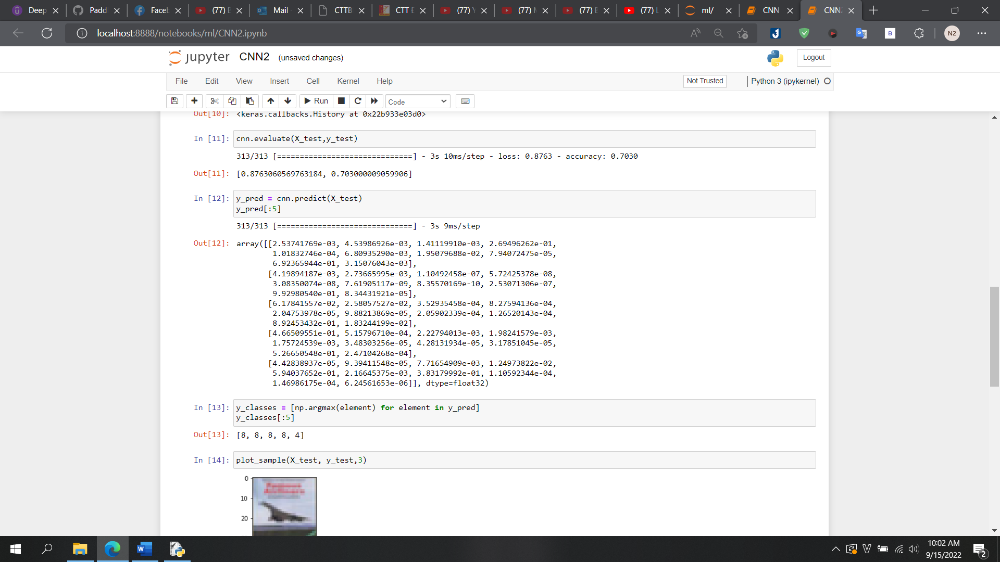 Deep
Padd
Faceb
(77) E
Mail -
CTTB
CTT E
(77) Y
(77) N
(77) E
(77) L
ml/
CNN
CNN2
localhost:8888/notebooks/ml/CNN2.ipynb
N2
jupyter CNN2 (unsaved changes)
Logout
File Edit View Insert Cell Kernel Help
Not Trusted
Python 3 (ipykernel)
Run
Code
Out[10]: <keras.callbacks.History at 0x22b933e03d0>
In [11]: cnn.evaluate(X_test,y_test)
313/313 [==============================] - 3s 10ms/step - loss: 0.8763 - accuracy: 0.7030
Out[11]: [0.8763060569763184, 0.703000009059906]
In [12]: y_pred = cnn.predict(X_test)
y_pred[:5]
313/313 [==============================] - 3s 9ms/step
Out[12]: array([[2.53741769e-03, 4.53986926e-03, 1.41119910e-03, 2.69496262e-01,
1.01832746e-04, 6.80935290e-03, 1.95079688e-02, 7.94072475e-05,
6.92365944e-01, 3.15076043e-03],
[4.19894187e-03, 2.73665995e-03, 1.10492458e-07, 5.72425378e-08,
3.08350074e-08, 7.61905117e-09, 8.35570169e-10, 2.53071306e-07,
9.92980540e-01, 8.34431921e-05],
[6.17841557e-02, 2.58057527e-02, 3.52935458e-04, 8.27594136e-04,
2.04753978e-05, 9.88213869e-05, 2.05902339e-04, 1.26520143e-04,
8.92453432e-01, 1.83244199e-02],
[4.66509551e-01, 5.15796710e-04, 2.22794013e-03, 1.98241579e-03,
1.75724539e-03, 3.48303256e-05, 4.28131934e-05, 3.17851045e-05,
5.26650548e-01, 2.47104268e-04],
[4.42838937e-05, 9.39411548e-05, 7.71654909e-03, 1.24973822e-02,
5.94037652e-01, 2.16645375e-03, 3.83179992e-01, 1.10592344e-04,
1.46986175e-04, 6.24561653e-06]], dtype=float32)
In [13]: y_classes = [np.argmax(element) for element in y_pred]
y_classes[:5]
Out[13]: [8, 8, 8, 8, 4]
In [14]: plot_sample(X_test, y_test,3)
0
10
20
10:02 AM
9/15/2022
2